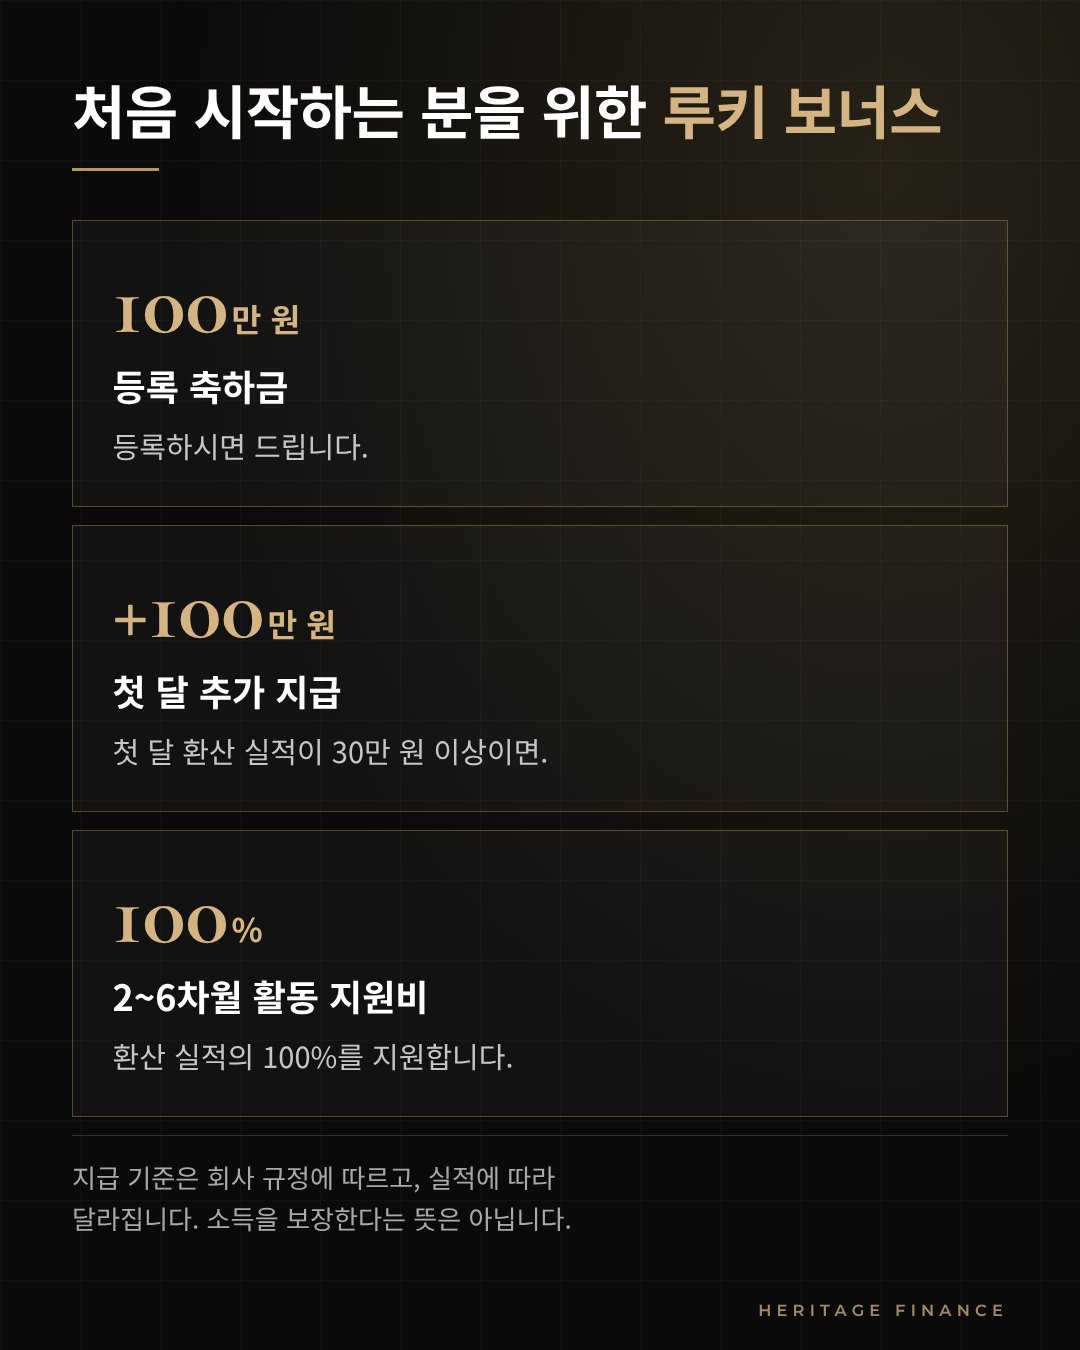 처음 시작하는 분을 위한 루키 보너스
100만 원
등록 축하금
등록하시면 드립니다.
+100만 원
첫 달 추가 지급
첫 달 환산 실적이 30만 원 이상이면.
100%
2~6차월 활동 지원비
환산 실적의 100%를 지원합니다.
지급 기준은 회사 규정에 따르고, 실적에 따라
달라집니다. 소득을 보장한다는 뜻은 아닙니다.
HERITAGE FINANCE